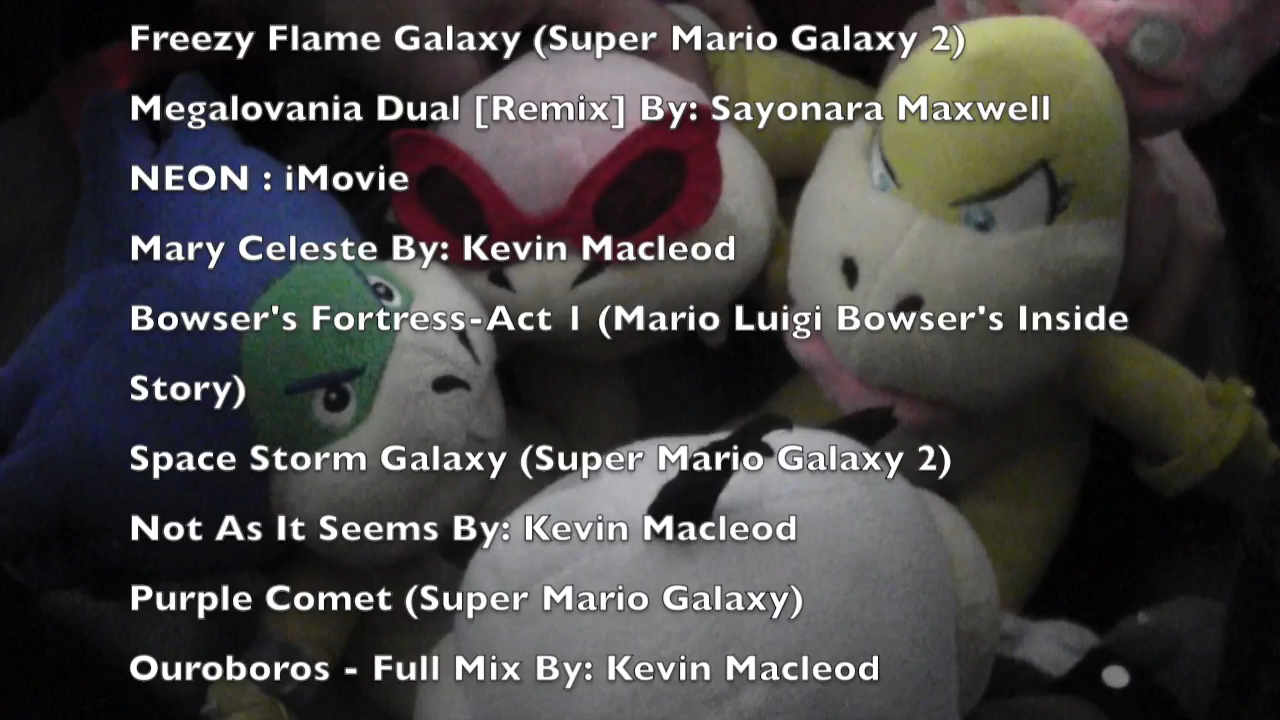 Freezy Flame Galaxy (Super Mario Galaxy 2)
Megalovania Dual [Remix] By: Sayonara Maxwell
NEON : iMovie
Mary Celeste By: Kevin Macleod
Bowser's Fortress-Act 1 (Mario Luigi Bowser's Inside
Story)
Space Storm Galaxy (Super Mario Galaxy 2)
Not As It Seems By: Kevin Macleod
Purple Comet (Super Mario Galaxy)
Ouroboros - Full Mix By: Kevin Macleod